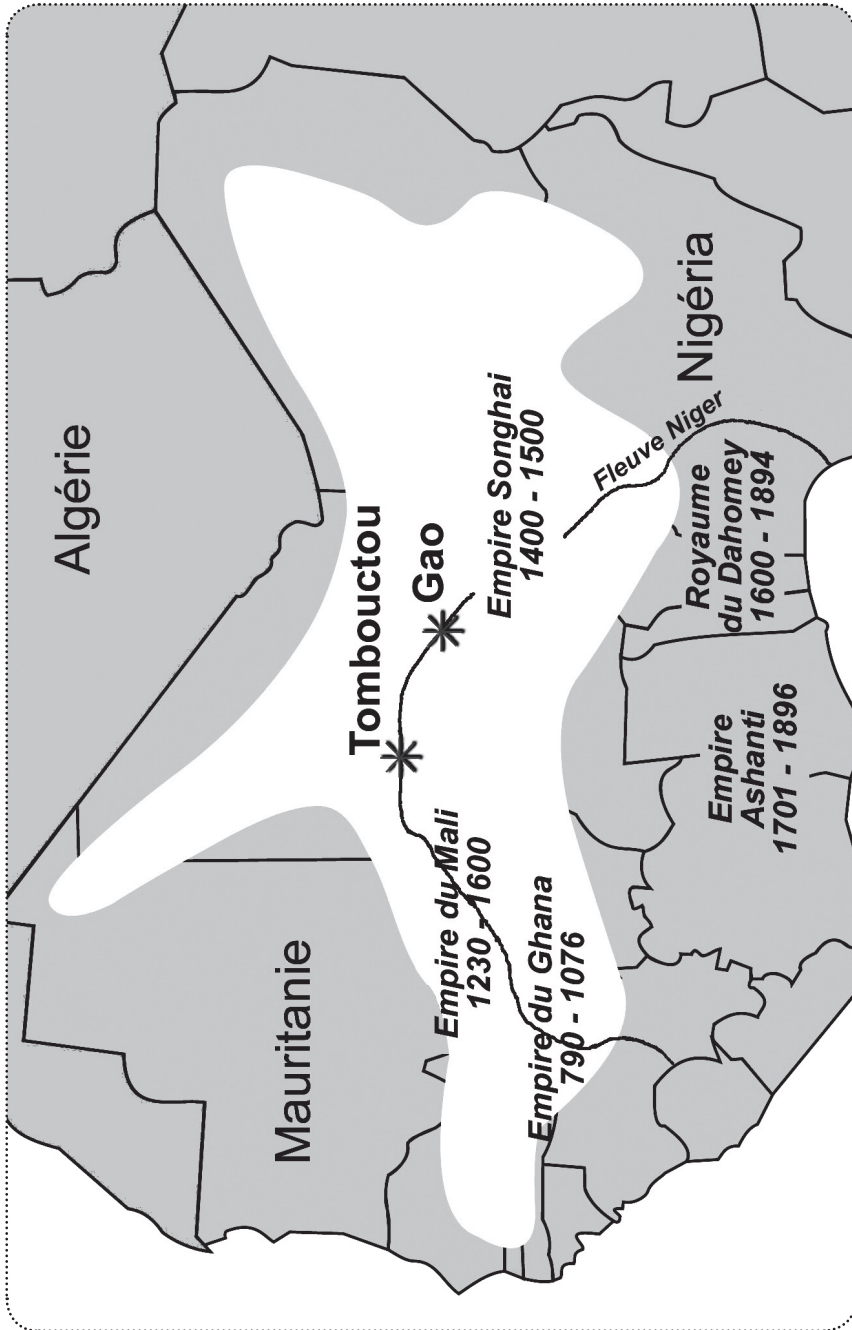 Algérie
Mauritanie
Tombouctou
Gao
Empire du Mali
1230 - 1600
Empire Songhai
1400 - 1500
Empire du Ghana
790 - 1076
Fleuve Niger
Nigéria
Royaume
du Dahomey
1600 - 1894
Empire
Ashanti
1701 - 1896